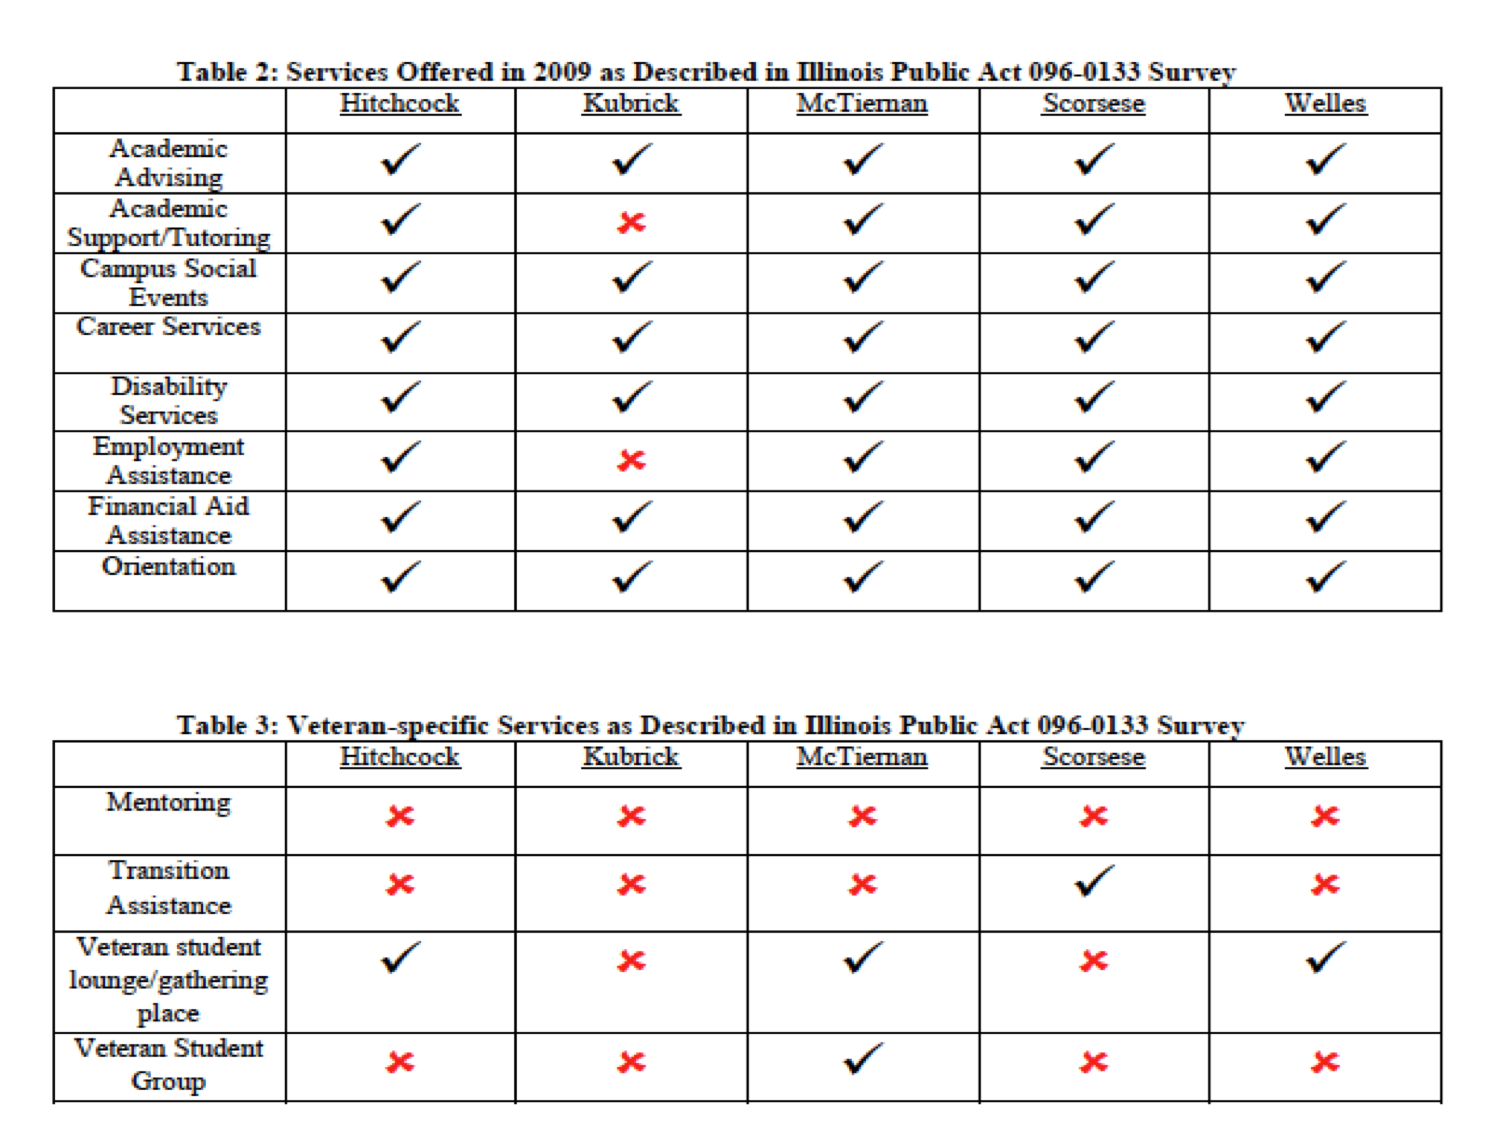 Table 2: Services Offered in 2009 as Described in Illinois Public Act 096-0133 Survey
Hitchcock Kubrick McTiernan Scorsese Welles
Academic
Advising ✓ ✓ ✓ ✓ ✓
Academic
Support/Tutoring ✓ ✗ ✓ ✓ ✓
Campus Social
Events ✓ ✓ ✓ ✓ ✓
Career Services ✓ ✓ ✓ ✓ ✓
Disability
Services ✓ ✓ ✓ ✓ ✓
Employment
Assistance ✓ ✗ ✓ ✓ ✓
Financial Aid
Assistance ✓ ✓ ✓ ✓ ✓
Orientation ✓ ✓ ✓ ✓ ✓
Table 3: Veteran-specific Services as Described in Illinois Public Act 096-0133 Survey
Hitchcock Kubrick McTiernan Scorsese Welles
Mentoring ✗ ✗ ✗ ✗ ✗
Transition
Assistance ✗ ✗ ✗ ✓ ✗
Veteran student
lounge/gathering
place ✓ ✗ ✓ ✗ ✓
Veteran Student
Group ✗ ✗ ✓ ✗ ✗